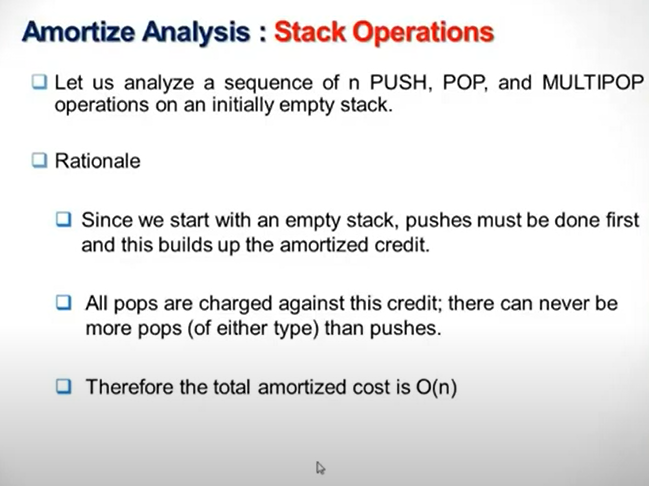 Amortize Analysis : Stack Operations
Let us analyze a sequence of n PUSH, POP, and MULTIPOP
operations on an initially empty stack.
Rationale
Since we start with an empty stack, pushes must be done first
and this builds up the amortized credit.
All pops are charged against this credit; there can never be
more pops (of either type) than pushes.
Therefore the total amortized cost is O(n)